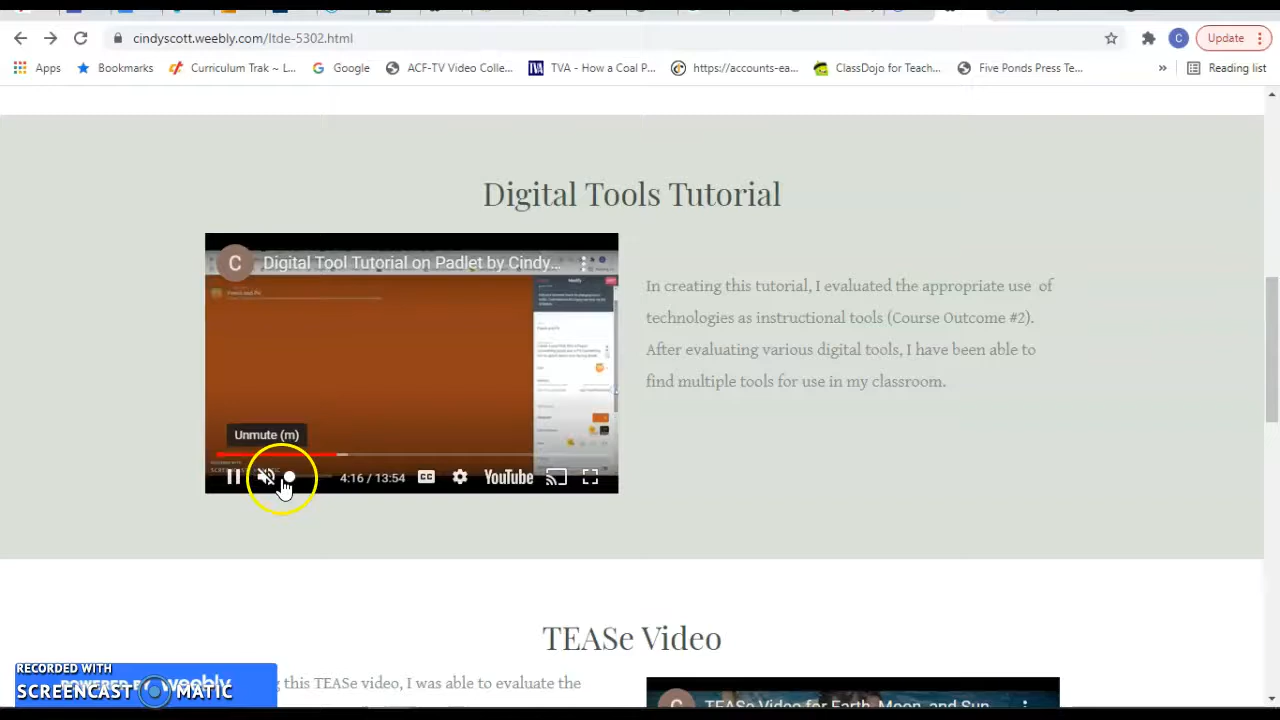 cindyscott.weebly.com/ltde-5302.html
Update
Apps
Bookmarks
Curriculum Trak ~ L...
Google
ACF-TV Video Colle...
TVA - How a Coal P...
https://accounts-ea...
ClassDojo for Teach...
Five Ponds Press Te...
»
Reading list
Digital Tools Tutorial
C Digital Tool Tutorial on Padlet by Cindy...
In creating this tutorial, I evaluated the appropriate use of
technologies as instructional tools (Course Outcome #2).
After evaluating various digital tools, I have been able to
find multiple tools for use in my classroom.
Unmute (m)
4:16 / 13:54 CC YouTube
TEASe Video
RECORDED WITH
SCREENCAST MATIC
POWERED BY weebly
g this TEASe video, I was able to evaluate the
C TEASe Video for Earth, Moon, and Sun